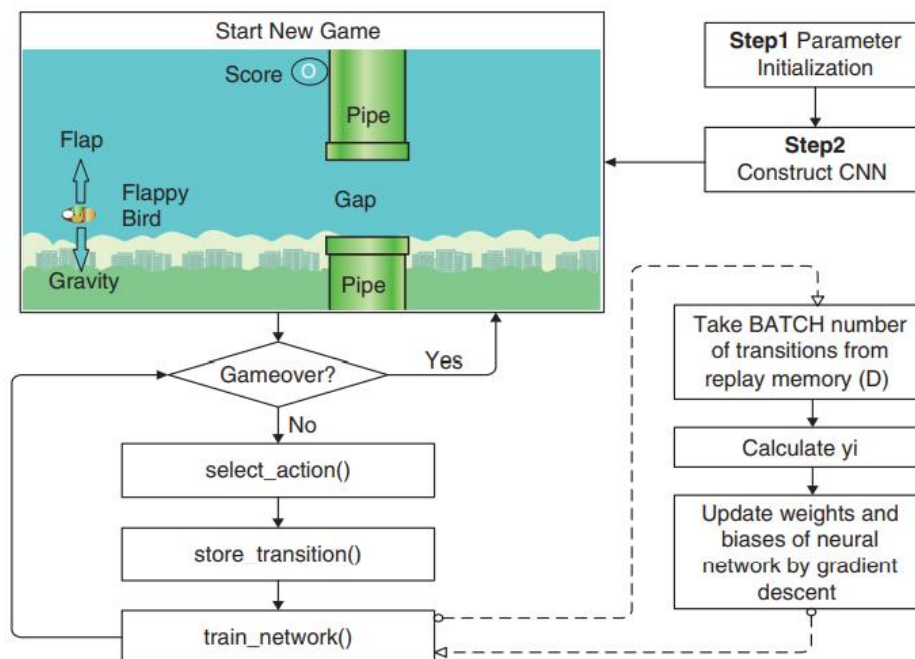 Start New Game
Score
O
Pipe
Flap
Flappy
Bird
Gap
Gravity
Pipe
Step1 Parameter
Initialization
Step2
Construct CNN
Gameover?
Yes
No
select_action()
store_transition()
train_network()
Take BATCH number
of transitions from
replay memory (D)
Calculate yi
Update weights and
biases of neural
network by gradient
descent